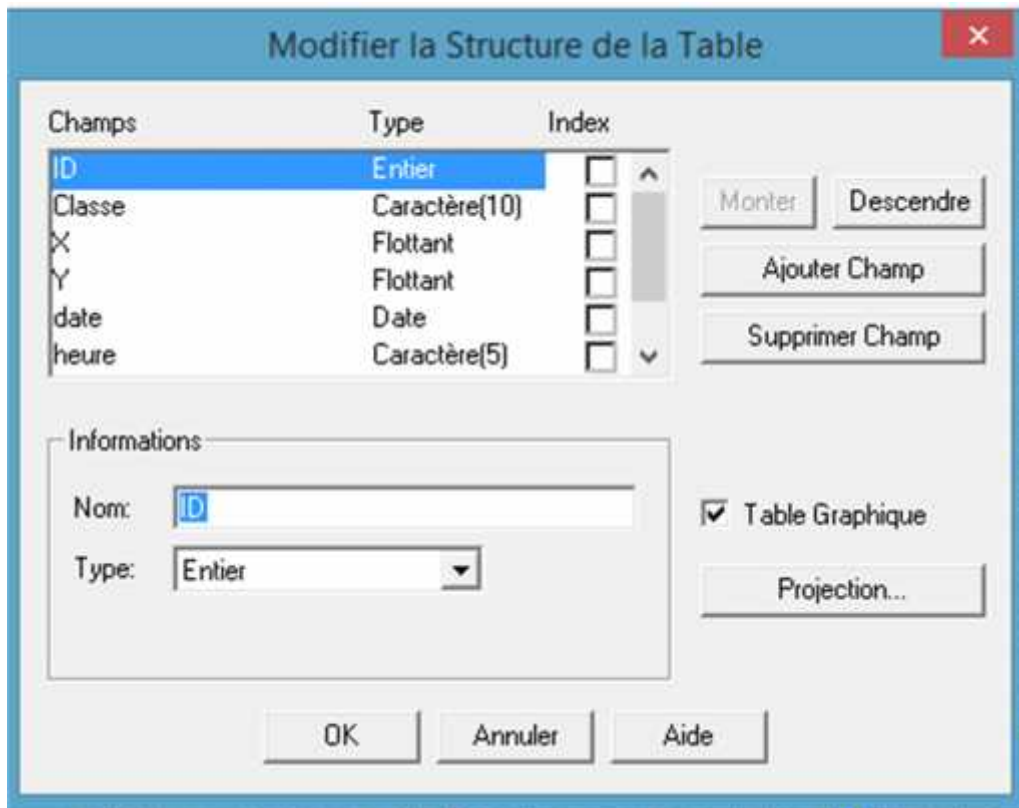 Modifier la Structure de la Table
Champs Type Index
ID Entier
Classe Caractère(10)
X Flottant
Y Flottant
date Date
heure Caractère(5)
Monter Descendre
Ajouter Champ
Supprimer Champ
Informations
Nom: ID
Type: Entier
Table Graphique
Projection...
OK Annuler Aide